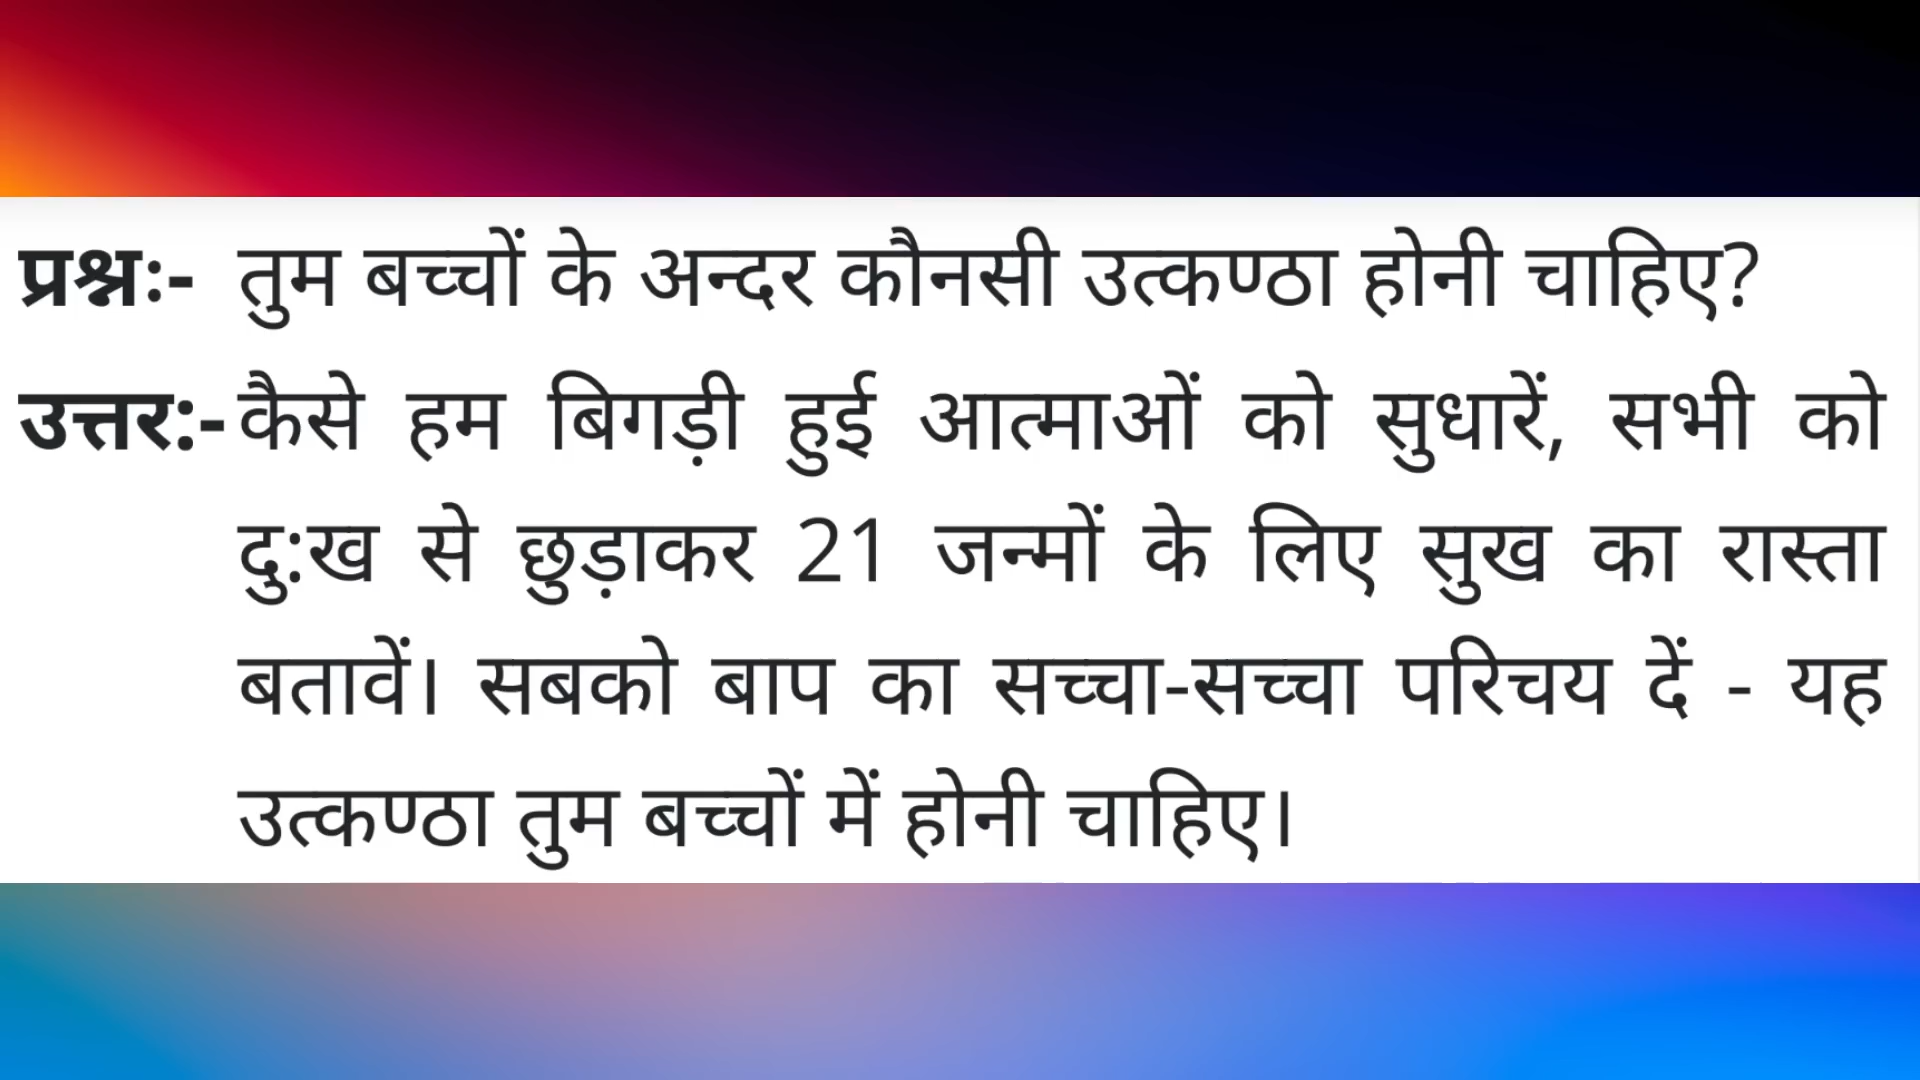 प्रश्नः- तुम बच्चों के अन्दर कौनसी उत्कण्ठा होनी चाहिए?
उत्तर:- कैसे हम बिगड़ी हुई आत्माओं को सुधारें, सभी को
दु:ख से छुड़ाकर 21 जन्मों के लिए सुख का रास्ता
बतावें। सबको बाप का सच्चा-सच्चा परिचय दें - यह
उत्कण्ठा तुम बच्चों में होनी चाहिए।